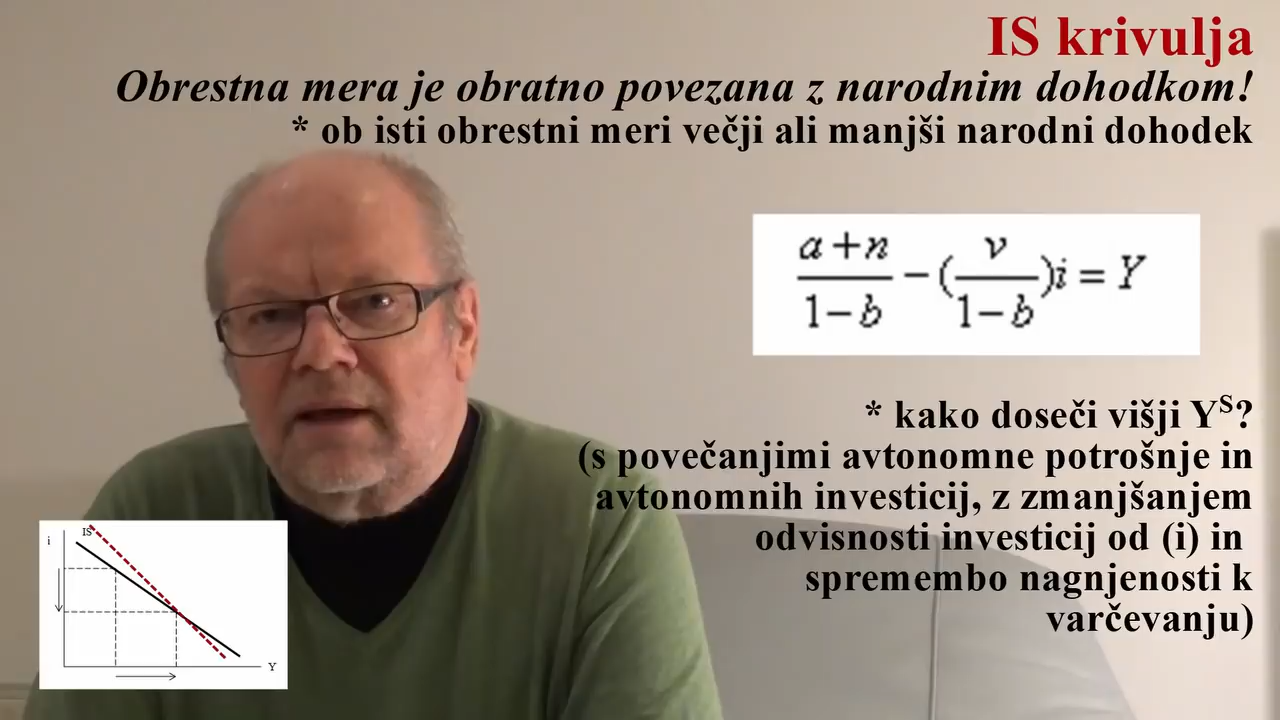 IS krivulja
Obrestna mera je obratno povezana z narodnim dohodkom!
* ob isti obrestni meri večji ali manjši narodni dohodek
a+n
1−b
−(
v
1−b
)i = Y
* kako doseči višji Y^S?
(s povečanjimi avtonomne potrošnje in
avtonomnih investicij, z zmanjšanjem
odvisnosti investicij od (i) in
spremembo nagnjenosti k
varčevanju)
IS
i
Y